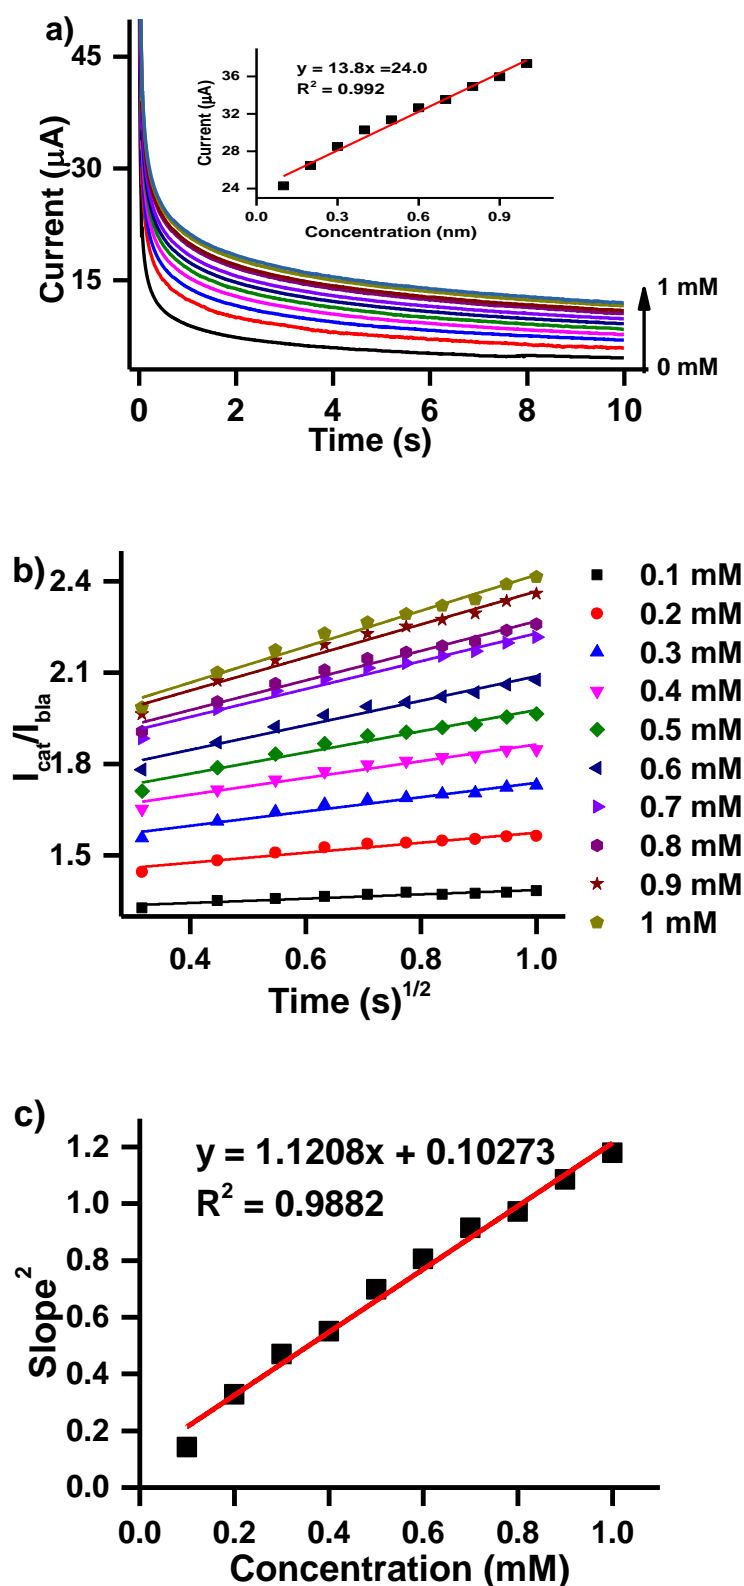 a)
45
30
15
Current (μA)
y = 13.8x =24.0
R² = 0.992
36
32
28
24
Current (μA)
0.0 0.3 0.6 0.9
Concentration (nm)
1 mM
0 mM
0 2 4 6 8 10
Time (s)
b)
2.4
2.1
1.8
1.5
I_cat/I_bla
0.4 0.6 0.8 1.0
Time (s)^1/2
0.1 mM
0.2 mM
0.3 mM
0.4 mM
0.5 mM
0.6 mM
0.7 mM
0.8 mM
0.9 mM
1 mM
c)
y = 1.1208x + 0.10273
R² = 0.9882
1.2
1.0
0.8
0.6
0.4
0.2
0.0
Slope²
0.0 0.2 0.4 0.6 0.8 1.0
Concentration (mM)